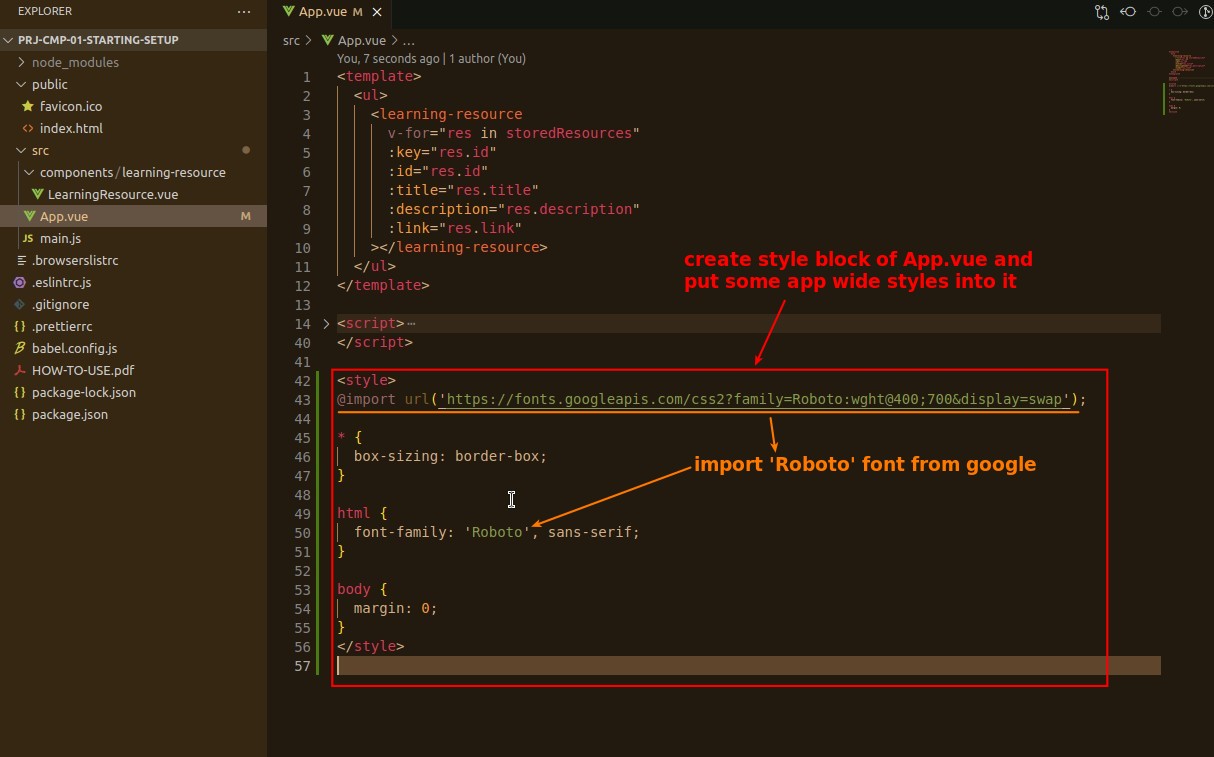 EXPLORER ···
PRJ-CMP-01-STARTING-SETUP
node_modules
public
favicon.ico
<> index.html
src
components/learning-resource
LearningResource.vue
App.vue M
JS main.js
.browserslistrc
.eslintrc.js
.gitignore
{} .prettierrc
babel.config.js
HOW-TO-USE.pdf
{} package-lock.json
{} package.json
App.vue M
src > App.vue > ...
You, 7 seconds ago | 1 author (You)
1 <template>
2 <ul>
3 <learning-resource
4 v-for="res in storedResources"
5 :key="res.id"
6 :id="res.id"
7 :title="res.title"
8 :description="res.description"
9 :link="res.link"
10 ></learning-resource>
11 </ul>
12 </template>
13
14 <script>···
40 </script>
41
42 <style>
43 @import url('https://fonts.googleapis.com/css2?family=Roboto:wght@400;700&display=swap');
44
45 * {
46 box-sizing: border-box;
47 }
48
49 html {
50 font-family: 'Roboto', sans-serif;
51 }
52
53 body {
54 margin: 0;
55 }
56 </style>
57
create style block of App.vue and
put some app wide styles into it
import 'Roboto' font from google